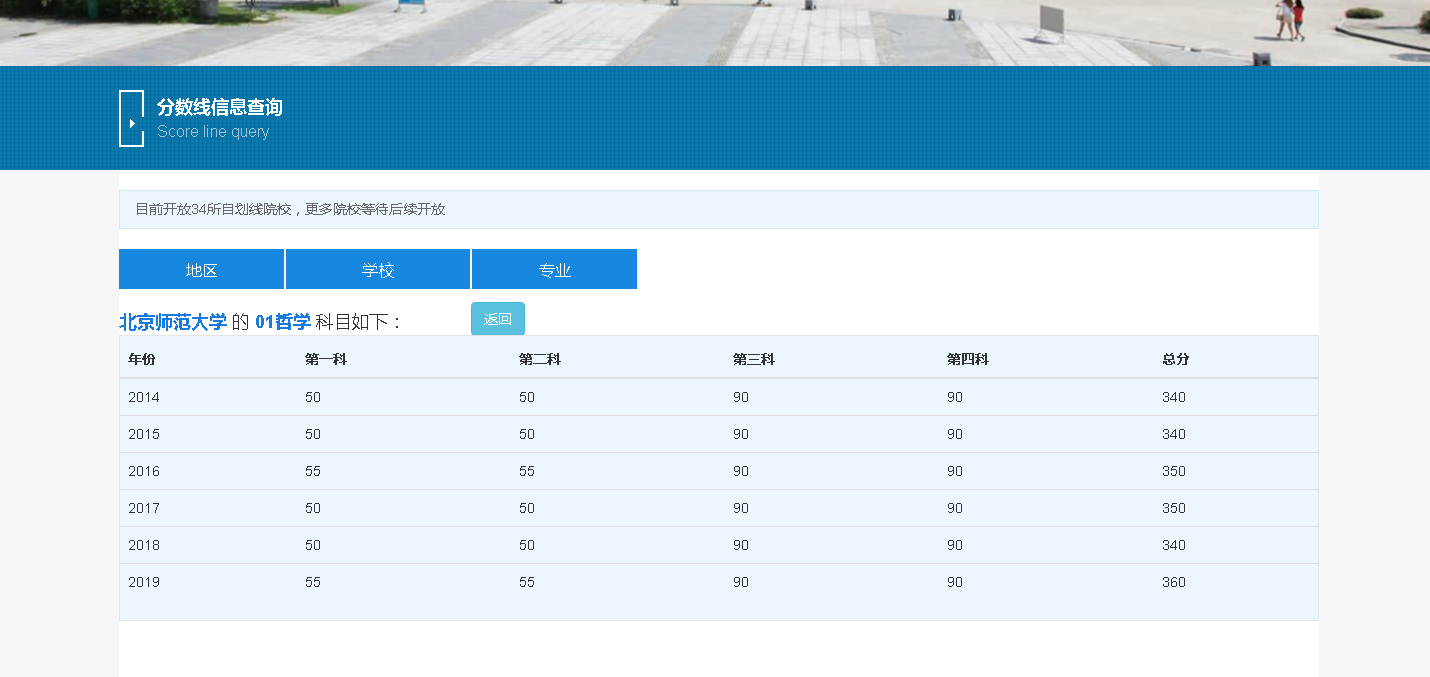 分数线信息查询
Score line query
目前开放34所自划线院校，更多院校等待后续开放
地区 学校 专业
北京师范大学 的 01哲学 科目如下： 返回
年份 第一科 第二科 第三科 第四科 总分
2014 50 50 90 90 340
2015 50 50 90 90 340
2016 55 55 90 90 350
2017 50 50 90 90 350
2018 50 50 90 90 340
2019 55 55 90 90 360